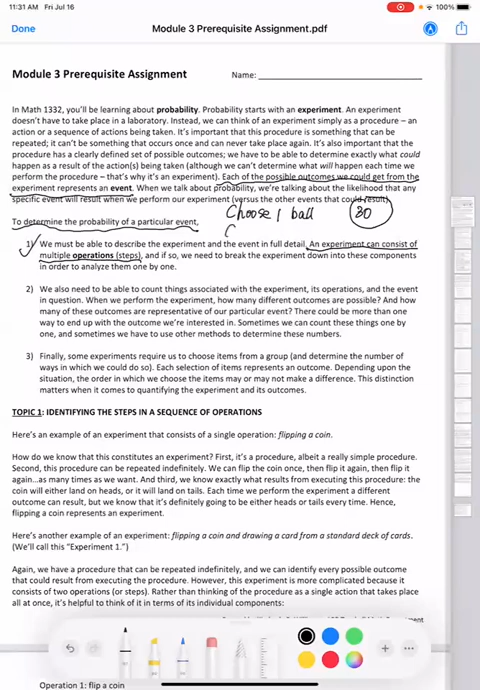 11:31 AM Fri Jul 16
100%
Done
Module 3 Prerequisite Assignment.pdf
Module 3 Prerequisite Assignment
Name:
In Math 1332, you'll be learning about probability. Probability starts with an experiment. An experiment
doesn't have to take place in a laboratory. Instead, we can think of an experiment simply as a procedure – an
action or a sequence of actions being taken. It's important that this procedure is something that can be
repeated; it can't be something that occurs once and can never take place again. It's also important that the
procedure has a clearly defined set of possible outcomes; we have to be able to determine exactly what could
happen as a result of the action(s) being taken (although we can't determine what will happen each time we
perform the procedure – that's why it's an experiment). Each of the possible outcomes we could get from the
experiment represents an event. When we talk about probability, we're talking about the likelihood that any
specific event will result when we perform our experiment (versus the other events that could result).
Choose 1 ball
30
To determine the probability of a particular event,
1) We must be able to describe the experiment and the event in full detail. An experiment can consist of
multiple operations (steps), and if so, we need to break the experiment down into these components
in order to analyze them one by one.
2) We also need to be able to count things associated with the experiment, its operations, and the event
in question. When we perform the experiment, how many different outcomes are possible? And how
many of these outcomes are representative of our particular event? There could be more than one
way to end up with the outcome we're interested in. Sometimes we can count these things one by
one, and sometimes we have to use other methods to determine these numbers.
3) Finally, some experiments require us to choose items from a group (and determine the number of
ways in which we could do so). Each selection of items represents an outcome. Depending upon the
situation, the order in which we choose the items may or may not make a difference. This distinction
matters when it comes to quantifying the experiment and its outcomes.
TOPIC 1: IDENTIFYING THE STEPS IN A SEQUENCE OF OPERATIONS
Here's an example of an experiment that consists of a single operation: flipping a coin.
How do we know that this constitutes an experiment? First, it's a procedure, albeit a really simple procedure.
Second, this procedure can be repeated indefinitely. We can flip the coin once, then flip it again, then flip it
again…as many times as we want. And third, we know exactly what results from executing this procedure: the
coin will either land on heads, or it will land on tails. Each time we perform the experiment a different
outcome can result, but we know that it's definitely going to be either heads or tails every time. Hence,
flipping a coin represents an experiment.
Here's another example of an experiment: flipping a coin and drawing a card from a standard deck of cards.
(We'll call this "Experiment 1.")
Again, we have a procedure that can be repeated indefinitely, and we can identify every possible outcome
that could result from executing the procedure. However, this experiment is more complicated because it
consists of two operations (or steps). Rather than thinking of the procedure as a single action that takes place
all at once, it's helpful to think of it in terms of its individual components:
Operation 1: flip a coin